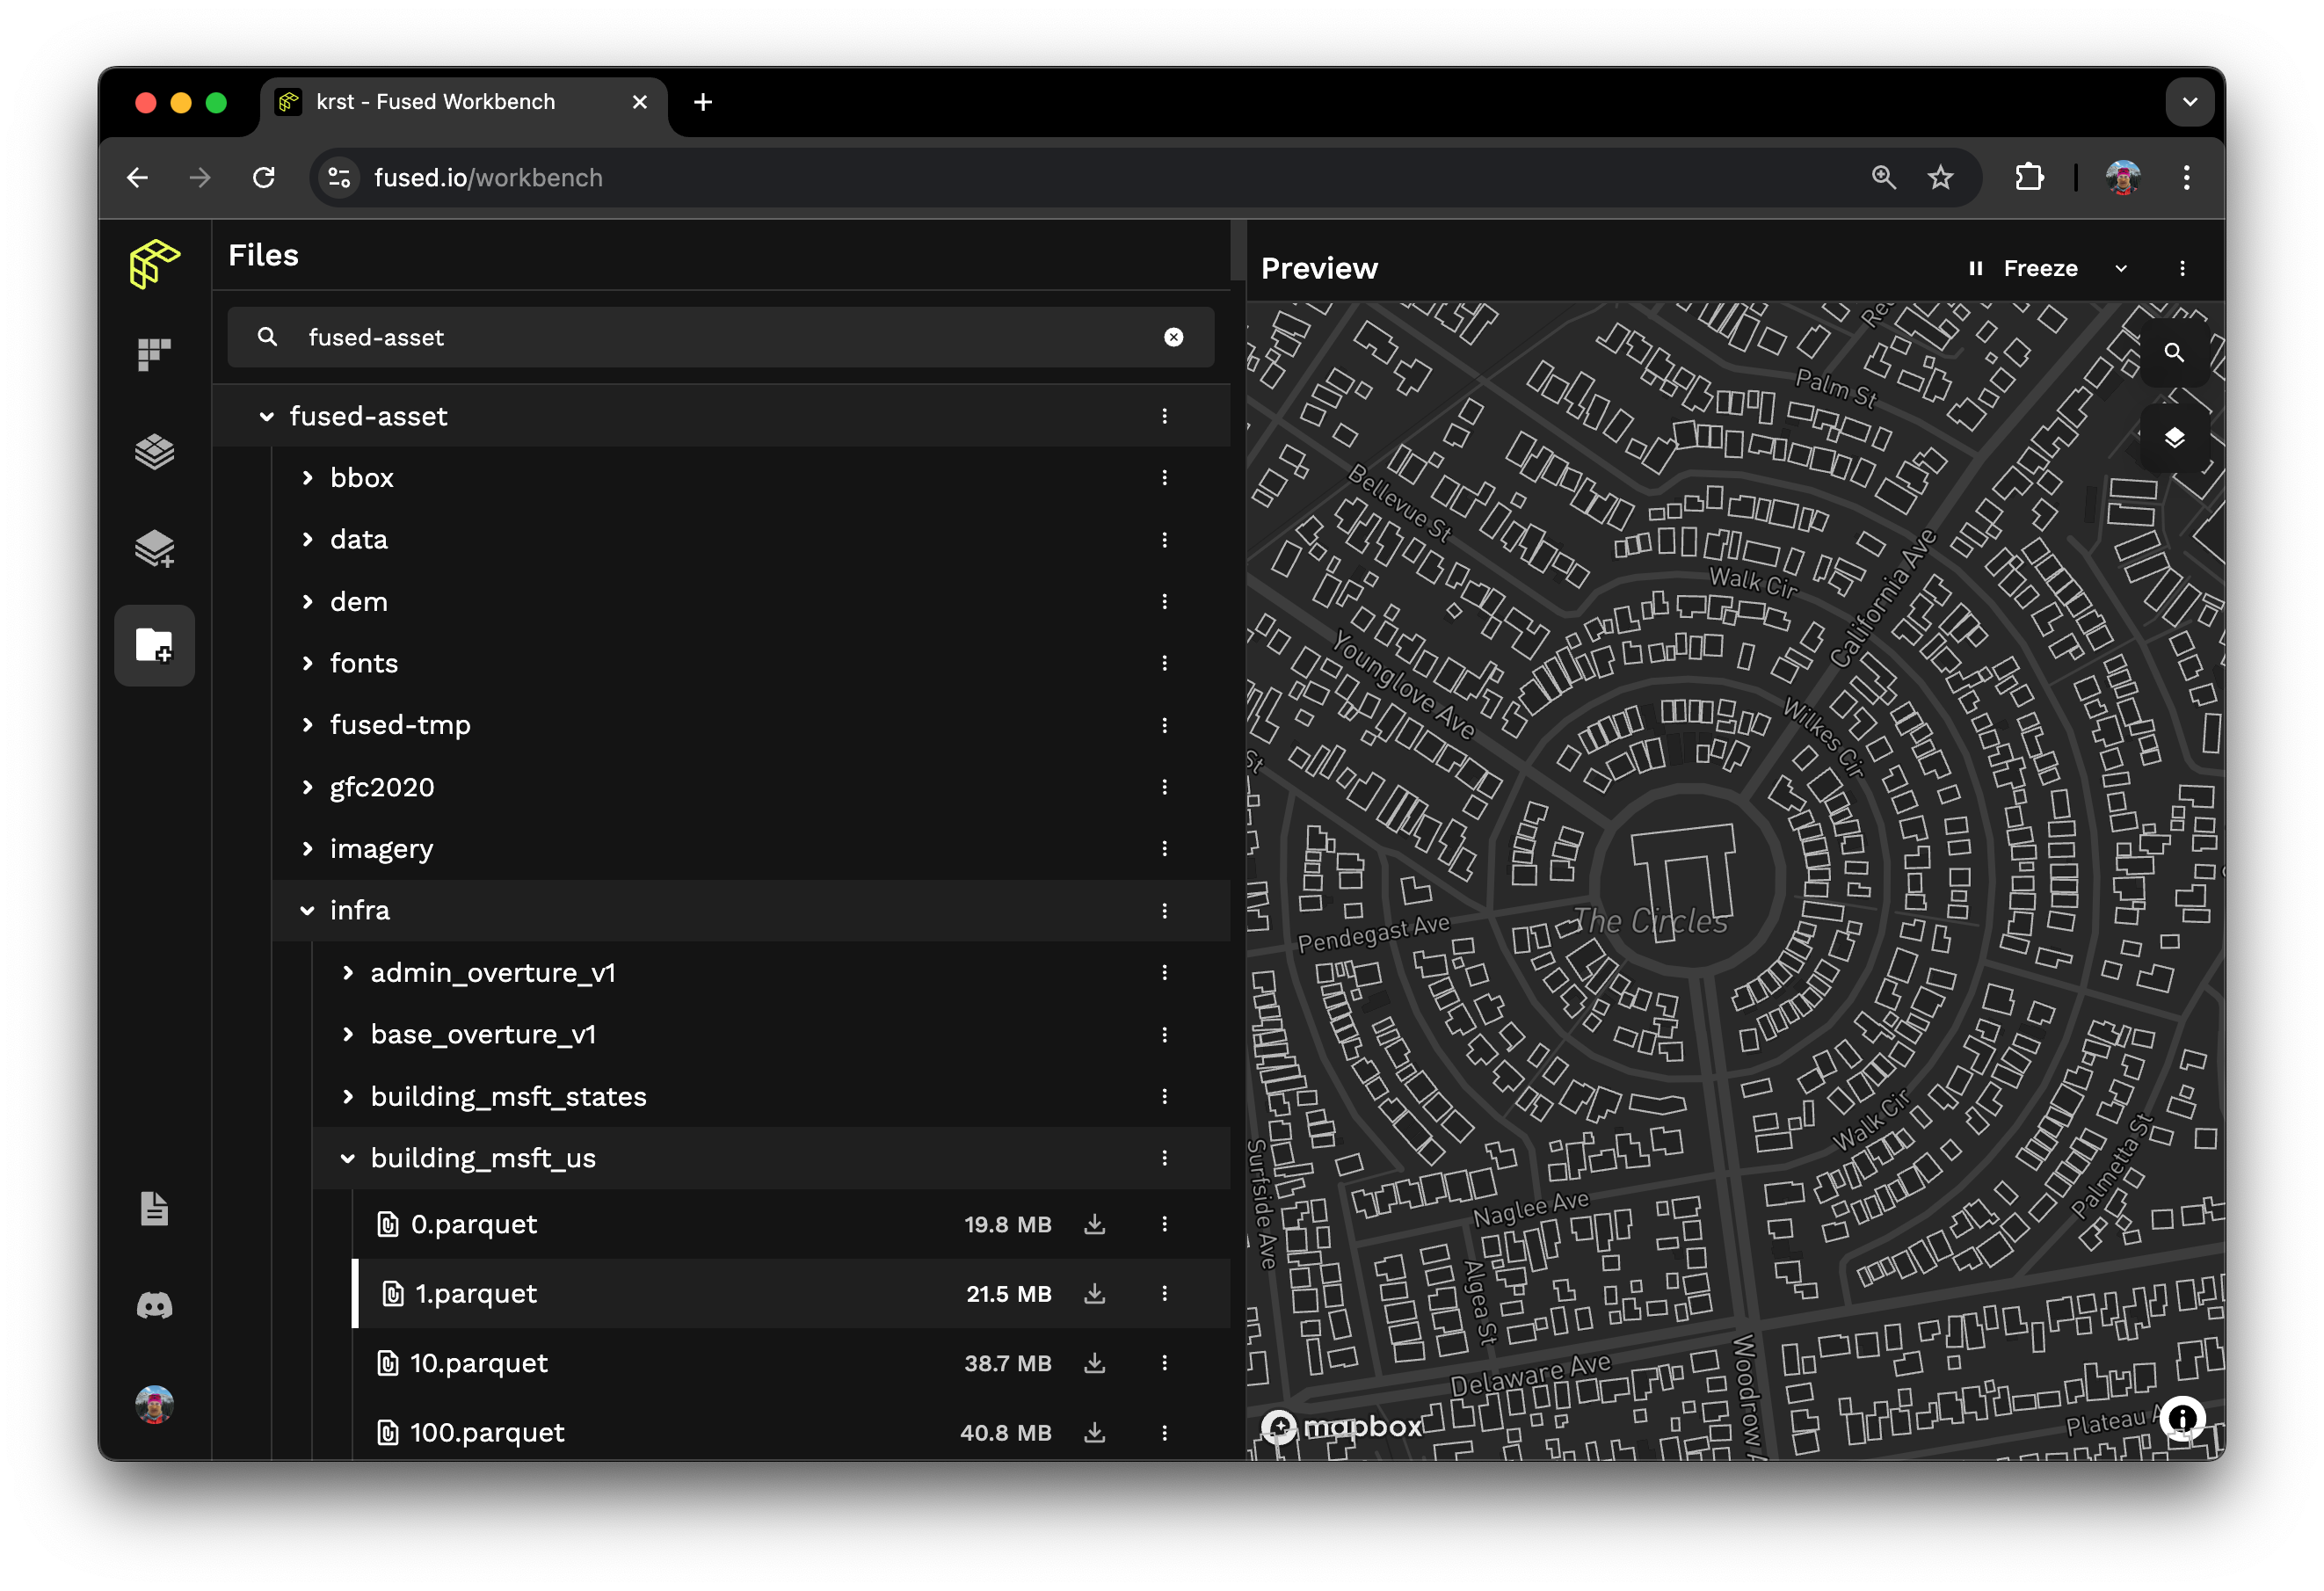 krst - Fused Workbench
fused.io/workbench
Files
fused-asset
fused-asset
bbox
data
dem
fonts
fused-tmp
gfc2020
imagery
infra
admin_overture_v1
base_overture_v1
building_msft_states
building_msft_us
0.parquet 19.8 MB
1.parquet 21.5 MB
10.parquet 38.7 MB
100.parquet 40.8 MB
Preview
Freeze
Palm St
Bellevue St
Walk Cir
California Ave
Younglove Ave
Wilkes Cir
St
The Circles
Pendegast Ave
Walk Cir
Palmetta St
Surfside Ave
Naglee Ave
Algea St
Delaware Ave
Woodrow
Plateau A
mapbox